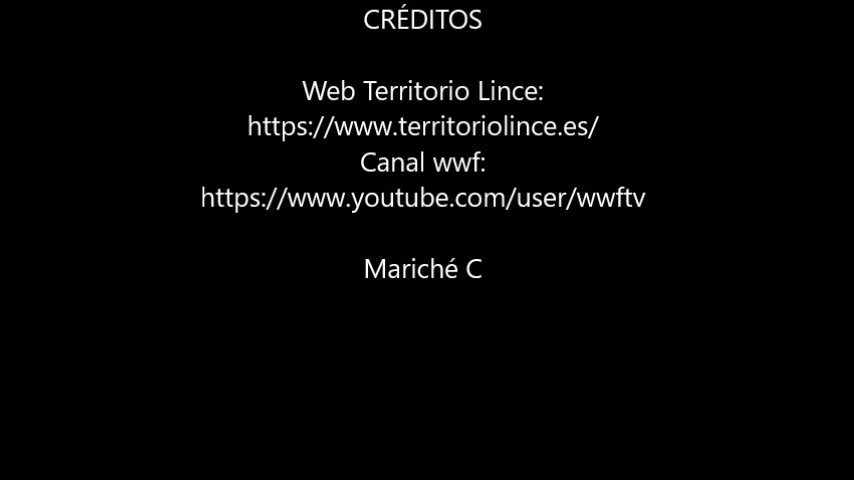 CRÉDITOS
Web Territorio Lince:
https://www.territoriolince.es/
Canal wwf:
https://www.youtube.com/user/wwftv
Mariché C